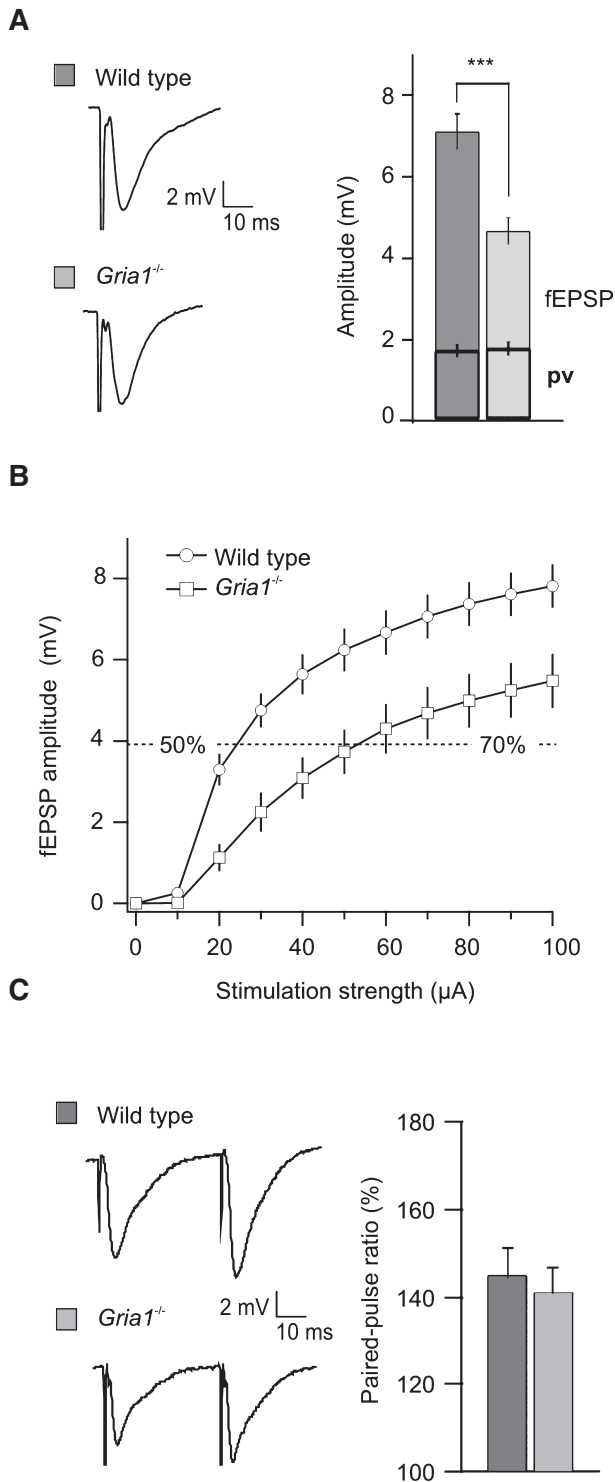 A
Wild type
2 mV
10 ms
Gria1-/-
Amplitude (mV)
8
6
4
2
0
***
fEPSP
pv
B
Wild type
Gria1-/-
fEPSP amplitude (mV)
8
6
4
2
0
50%
70%
0 20 40 60 80 100
Stimulation strength (µA)
C
Wild type
Gria1-/-
2 mV
10 ms
Paired-pulse ratio (%)
180
160
140
120
100